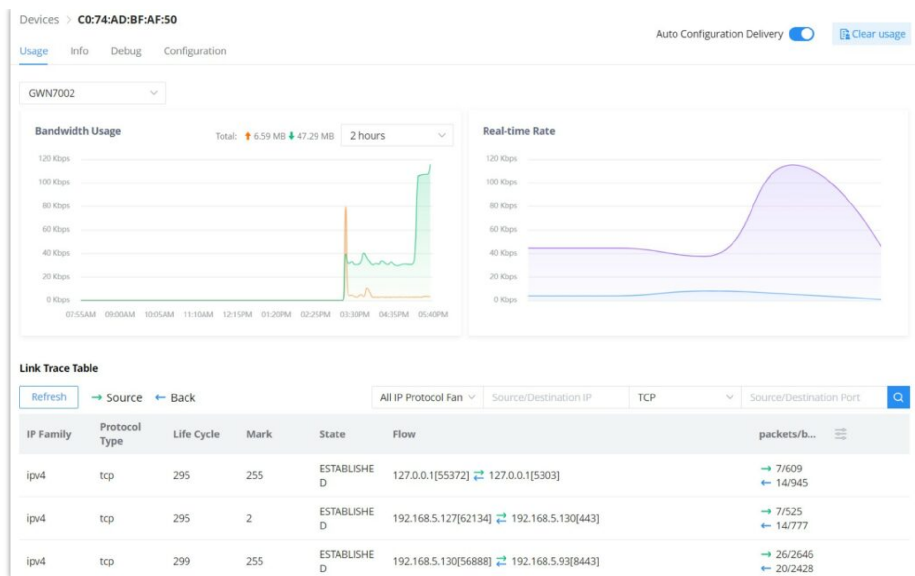 Devices > C0:74:AD:BF:AF:50
Auto Configuration Delivery
Clear usage
Usage Info Debug Configuration
GWN7002
Bandwidth Usage
Total: 6.59 MB 47.29 MB
2 hours
120 Kbps
100 Kbps
80 Kbps
60 Kbps
40 Kbps
20 Kbps
0 Kbps
07:55AM 09:00AM 10:05AM 11:10AM 12:15PM 01:20PM 02:25PM 03:30PM 04:35PM 05:40PM
Real-time Rate
120 Kbps
100 Kbps
80 Kbps
60 Kbps
40 Kbps
20 Kbps
0 Kbps
Link Trace Table
Refresh → Source ← Back
All IP Protocol Fan Source/Destination IP TCP Source/Destination Port
IP Family Protocol Type Life Cycle Mark State Flow packets/b...
ipv4 tcp 295 255 ESTABLISHE
D 127.0.0.1[55372] ⇄ 127.0.0.1[5303] → 7/609
← 14/945
ipv4 tcp 295 2 ESTABLISHE
D 192.168.5.127[62134] ⇄ 192.168.5.130[443] → 7/525
← 14/777
ipv4 tcp 299 255 ESTABLISHE
D 192.168.5.130[56888] ⇄ 192.168.5.93[8443] → 26/2646
← 20/2428